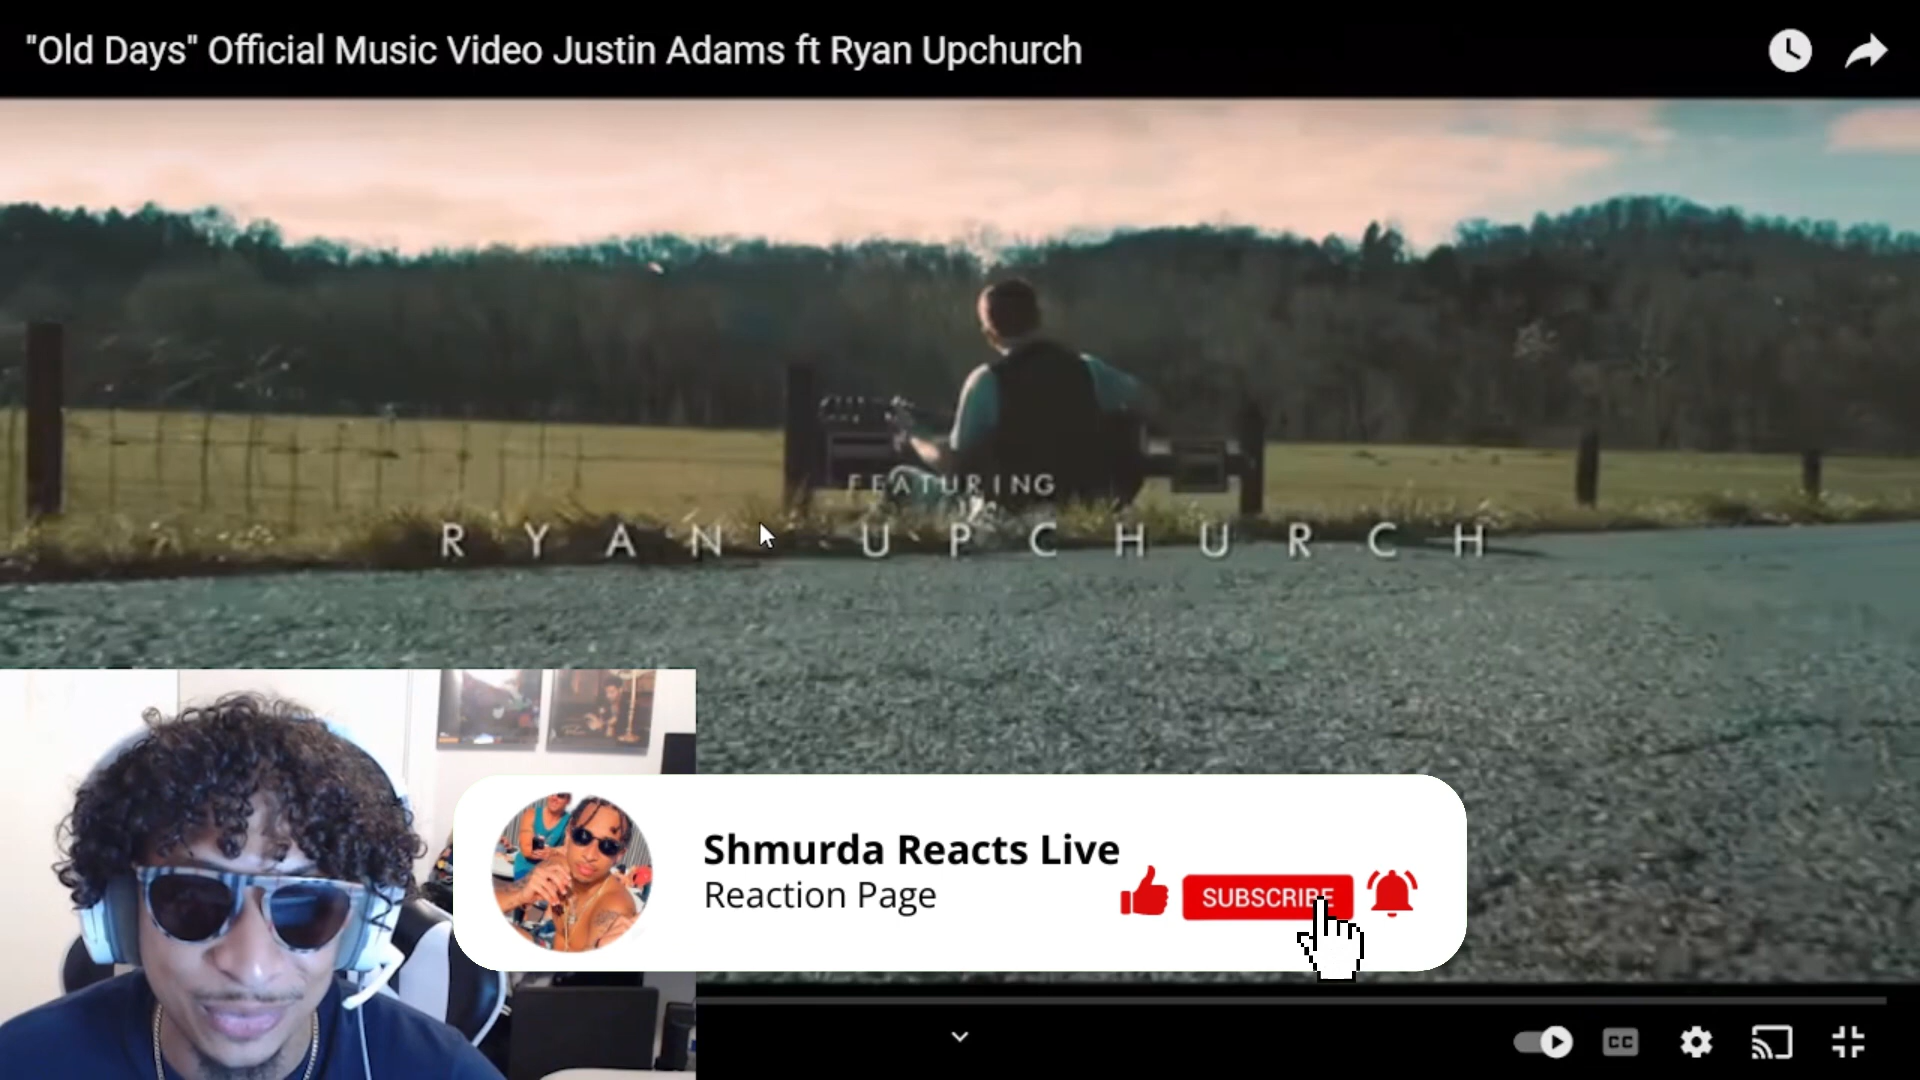 "Old Days" Official Music Video Justin Adams ft Ryan Upchurch
FEATURING
RYAN UPCHURCH
Shmurda Reacts Live
Reaction Page
SUBSCRIBE
CC